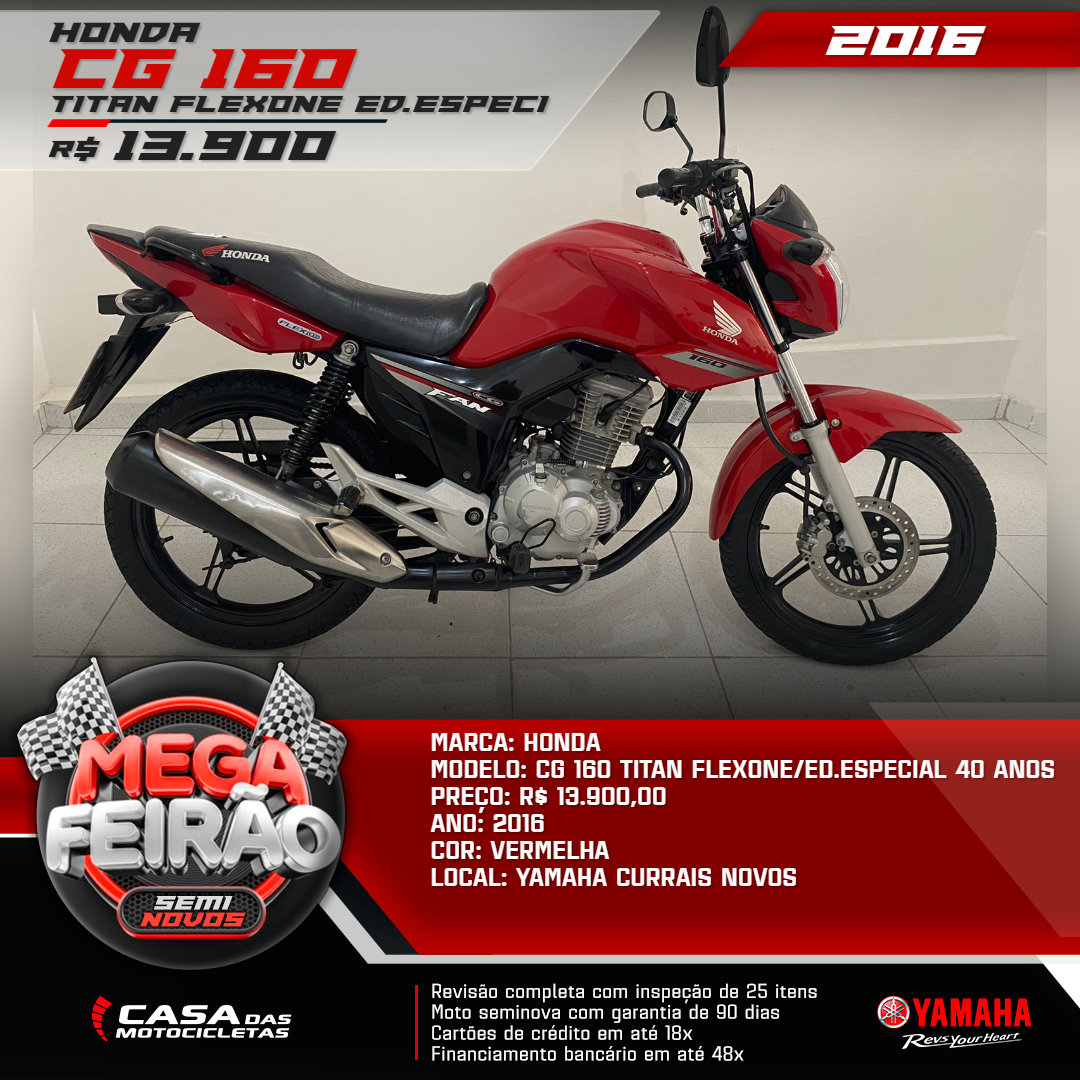 HONDA
CG 160
TITAN FLEXONE ED.ESPECI
R$ 13.900
2016
HONDA
FLEXONE
HONDA
160
CG
FAN
MEGA
FEIRÃO
SEMI
NOVOS
MARCA: HONDA
MODELO: CG 160 TITAN FLEXONE/ED.ESPECIAL 40 ANOS
PREÇO: R$ 13.900,00
ANO: 2016
COR: VERMELHA
LOCAL: YAMAHA CURRAIS NOVOS
CASA DAS
MOTOCICLETAS
Revisão completa com inspeção de 25 itens
Moto seminova com garantia de 90 dias
Cartões de crédito em até 18x
Financiamento bancário em até 48x
YAMAHA
Revs Your Heart